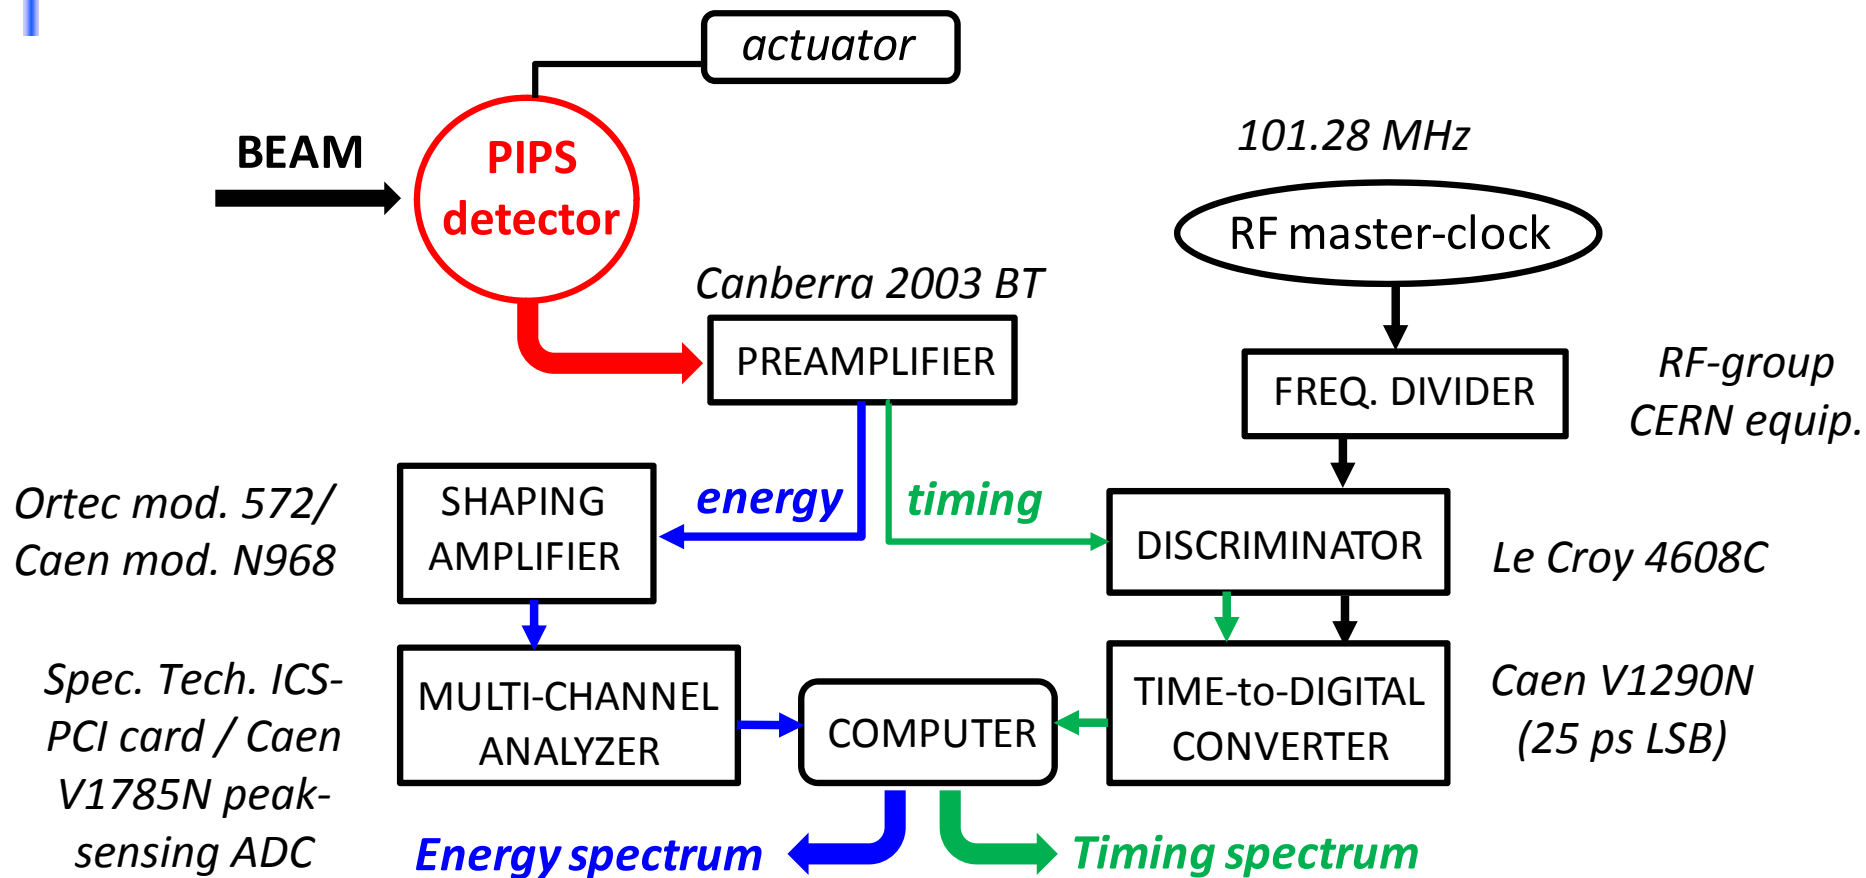 actuator
BEAM
PIPS
detector
101.28 MHz
RF master-clock
Canberra 2003 BT
PREAMPLIFIER
FREQ. DIVIDER
RF-group
CERN equip.
Ortec mod. 572/
Caen mod. N968
SHAPING
AMPLIFIER
energy
timing
DISCRIMINATOR
Le Croy 4608C
Spec. Tech. ICS-
PCI card / Caen
V1785N peak-
sensing ADC
MULTI-CHANNEL
ANALYZER
COMPUTER
TIME-to-DIGITAL
CONVERTER
Caen V1290N
(25 ps LSB)
Energy spectrum
Timing spectrum